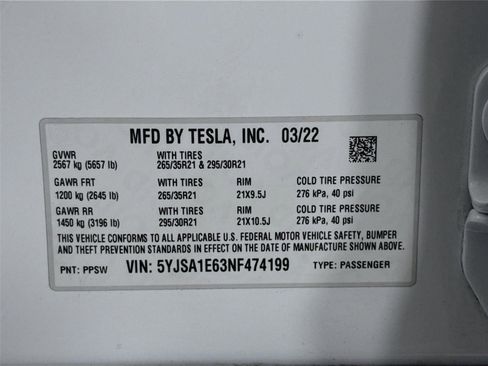 MFD BY TESLA, INC. 03/22
GVWR WITH TIRES
2567 kg (5657 lb) 265/35R21 & 295/30R21
GAWR FRT WITH TIRES RIM COLD TIRE PRESSURE
1200 kg (2645 lb) 265/35R21 21X9.5J 276 kPa, 40 psi
GAWR RR WITH TIRES RIM COLD TIRE PRESSURE
1450 kg (3196 lb) 295/30R21 21X10.5J 276 kPa, 40 psi
THIS VEHICLE CONFORMS TO ALL APPLICABLE U.S. FEDERAL MOTOR VEHICLE SAFETY, BUMPER
AND THEFT PREVENTION STANDARDS IN EFFECT ON THE DATE OF MANUFACTURE SHOWN ABOVE.
PNT: PPSW VIN: 5YJSA1E63NF474199 TYPE: PASSENGER